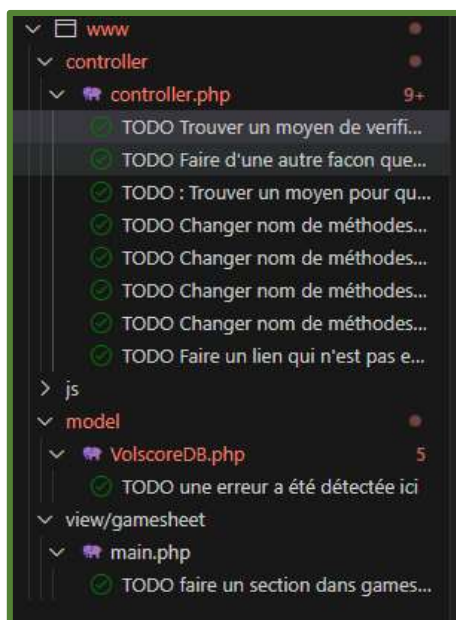 www
controller
controller.php 9+
TODO Trouver un moyen de verifi...
TODO Faire d'une autre facon que...
TODO : Trouver un moyen pour qu...
TODO Changer nom de méthodes...
TODO Changer nom de méthodes...
TODO Changer nom de méthodes...
TODO Changer nom de méthodes...
TODO Faire un lien qui n'est pas e...
js
model
VolscoreDB.php 5
TODO une erreur a été détectée ici
view/gamesheet
main.php
TODO faire un section dans games...